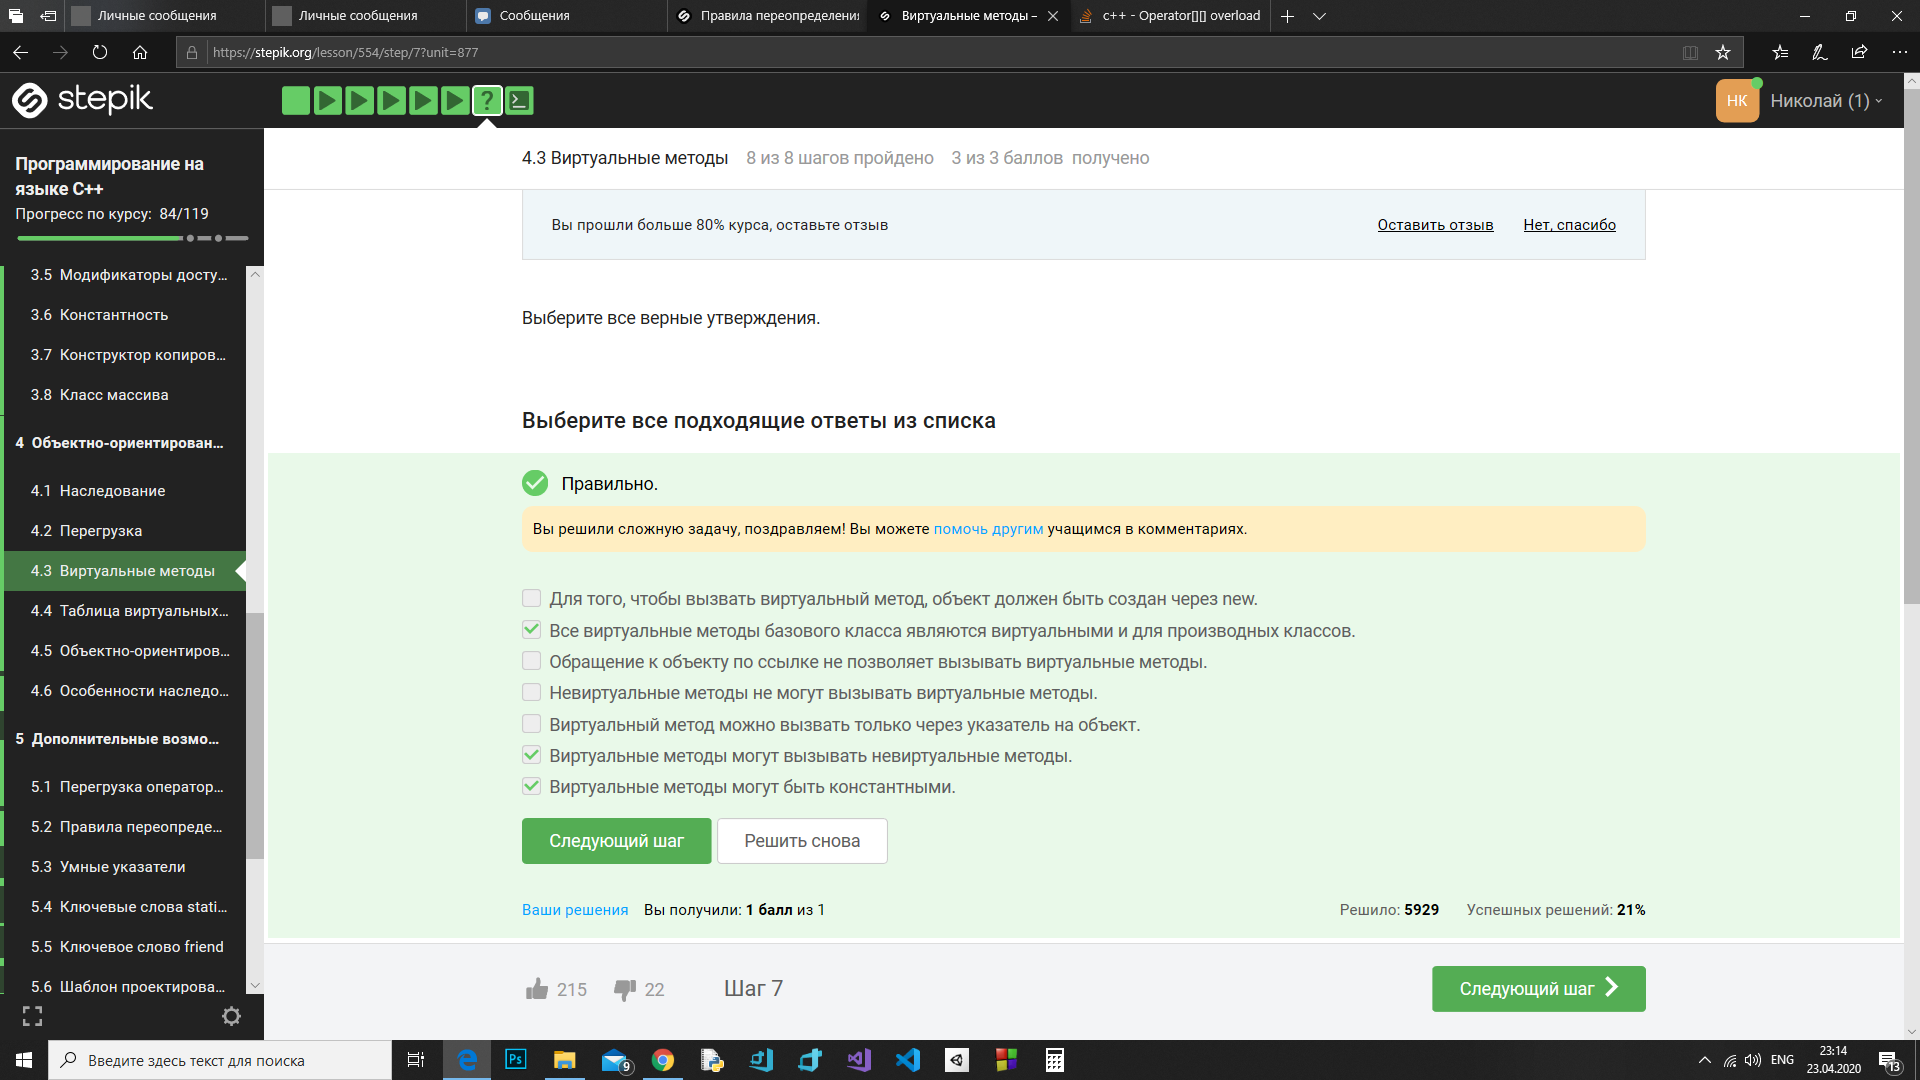 Личные сообщения
Личные сообщения
Сообщения
Правила переопределения
Виртуальные методы –
c++ - Operator[][] overload
https://stepik.org/lesson/554/step/7?unit=877
stepik
?
НК
Николай (1)
Программирование на
языке C++
Прогресс по курсу: 84/119
3.5 Модификаторы досту...
3.6 Константность
3.7 Конструктор копиров...
3.8 Класс массива
4 Объектно-ориентирован...
4.1 Наследование
4.2 Перегрузка
4.3 Виртуальные методы
4.4 Таблица виртуальных...
4.5 Объектно-ориентиров...
4.6 Особенности наследо...
5 Дополнительные возмо...
5.1 Перегрузка оператор...
5.2 Правила переопреде...
5.3 Умные указатели
5.4 Ключевые слова stati...
5.5 Ключевое слово friend
5.6 Шаблон проектирова...
4.3 Виртуальные методы 8 из 8 шагов пройдено 3 из 3 баллов получено
Вы прошли больше 80% курса, оставьте отзыв
Оставить отзыв
Нет, спасибо
Выберите все верные утверждения.
Выберите все подходящие ответы из списка
Правильно.
Вы решили сложную задачу, поздравляем! Вы можете помочь другим учащимся в комментариях.
Для того, чтобы вызвать виртуальный метод, объект должен быть создан через new.
Все виртуальные методы базового класса являются виртуальными и для производных классов.
Обращение к объекту по ссылке не позволяет вызывать виртуальные методы.
Невиртуальные методы не могут вызывать виртуальные методы.
Виртуальный метод можно вызвать только через указатель на объект.
Виртуальные методы могут вызывать невиртуальные методы.
Виртуальные методы могут быть константными.
Следующий шаг
Решить снова
Ваши решения Вы получили: 1 балл из 1
Решило: 5929 Успешных решений: 21%
215
22
Шаг 7
Следующий шаг
Введите здесь текст для поиска
Ps
9
ENG
23:14
23.04.2020
13